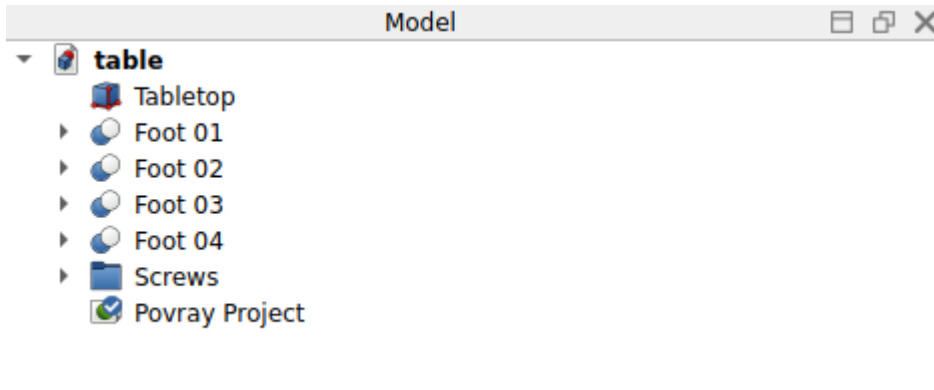 Model
table
Tabletop
Foot 01
Foot 02
Foot 03
Foot 04
Screws
Povray Project